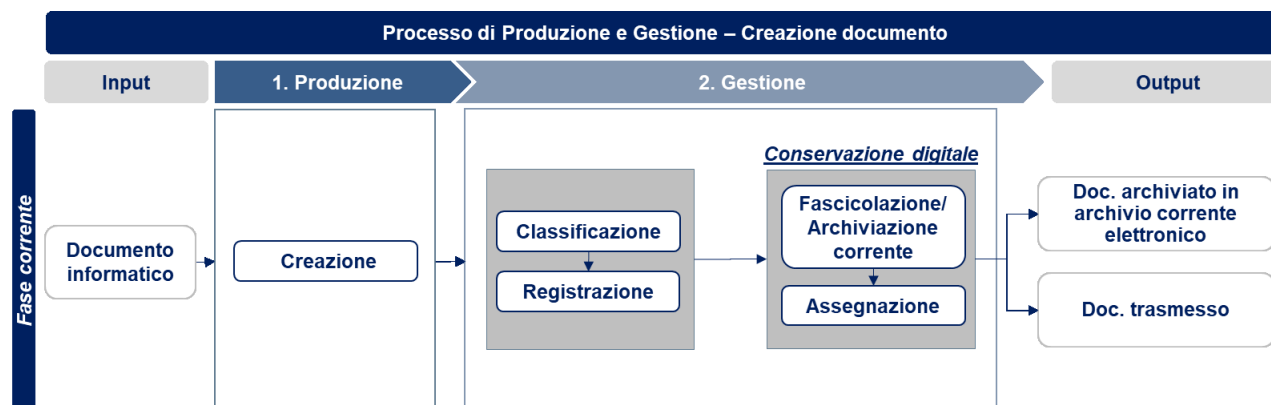 Processo di Produzione e Gestione – Creazione documento
Input
1. Produzione
2. Gestione
Output
Fase corrente
Documento
informatico
Creazione
Classificazione
Registrazione
Conservazione digitale
Fascicolazione/
Archiviazione
corrente
Assegnazione
Doc. archiviato in
archivio corrente
elettronico
Doc. trasmesso